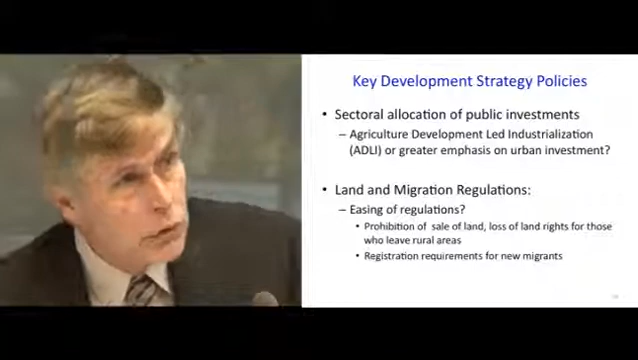 Key Development Strategy Policies
• Sectoral allocation of public investments
– Agriculture Development Led Industrialization
(ADLI) or greater emphasis on urban investment?
• Land and Migration Regulations:
– Easing of regulations?
• Prohibition of sale of land, loss of land rights for those
who leave rural areas
• Registration requirements for new migrants